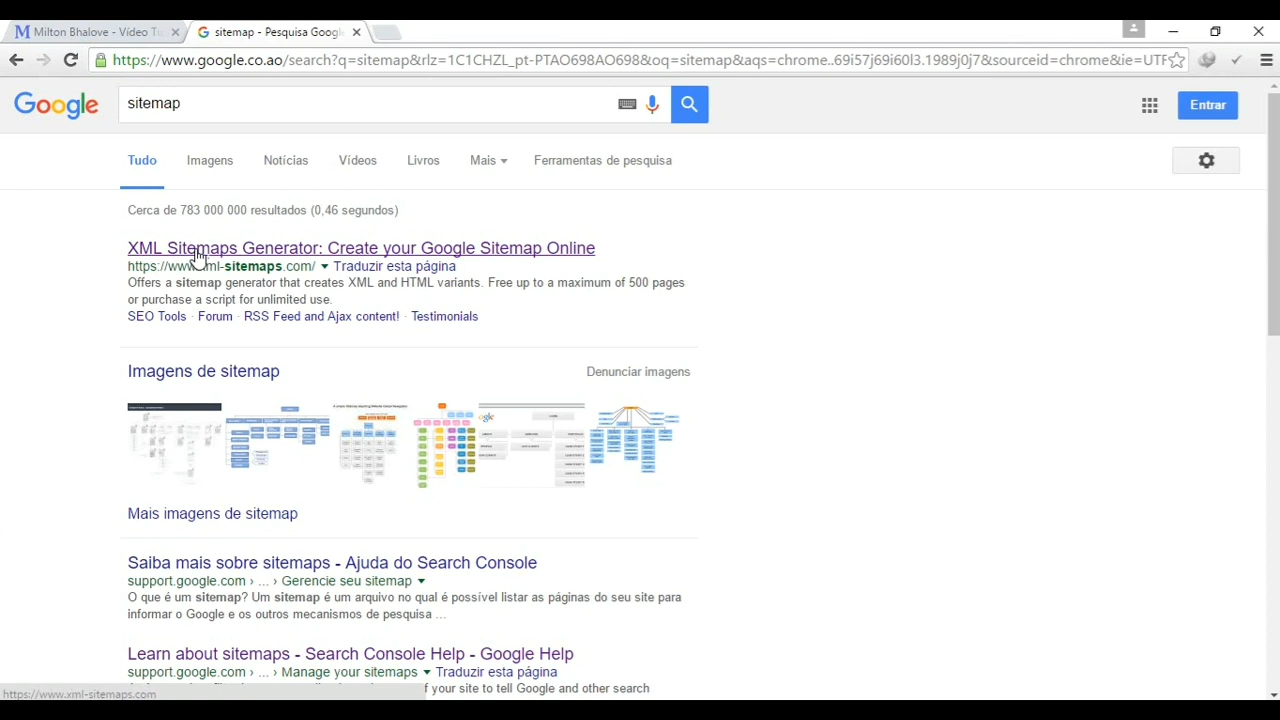 Milton Bhalove - Vídeo Tu
sitemap - Pesquisa Google
https://www.google.co.ao/search?q=sitemap&rlz=1C1CHZL_pt-PTAO698AO698&oq=sitemap&aqs=chrome..69i57j69i60l3.1989j0j7&sourceid=chrome&ie=UTF
Google
sitemap
Entrar
Tudo Imagens Notícias Vídeos Livros Mais Ferramentas de pesquisa
Cerca de 783 000 000 resultados (0,46 segundos)
XML Sitemaps Generator: Create your Google Sitemap Online
https://www.xml-sitemaps.com/ Traduzir esta página
Offers a sitemap generator that creates XML and HTML variants. Free up to a maximum of 500 pages
or purchase a script for unlimited use.
SEO Tools · Forum · RSS Feed and Ajax content! · Testimonials
Imagens de sitemap
Denunciar imagens
Mais imagens de sitemap
Saiba mais sobre sitemaps - Ajuda do Search Console
support.google.com › ... › Gerencie seu sitemap
O que é um sitemap? Um sitemap é um arquivo no qual é possível listar as páginas do seu site para
informar o Google e os outros mecanismos de pesquisa ...
Learn about sitemaps - Search Console Help - Google Help
support.google.com › ... › Manage your sitemaps Traduzir esta página
f your site to tell Google and other search
https://www.xml-sitemaps.com